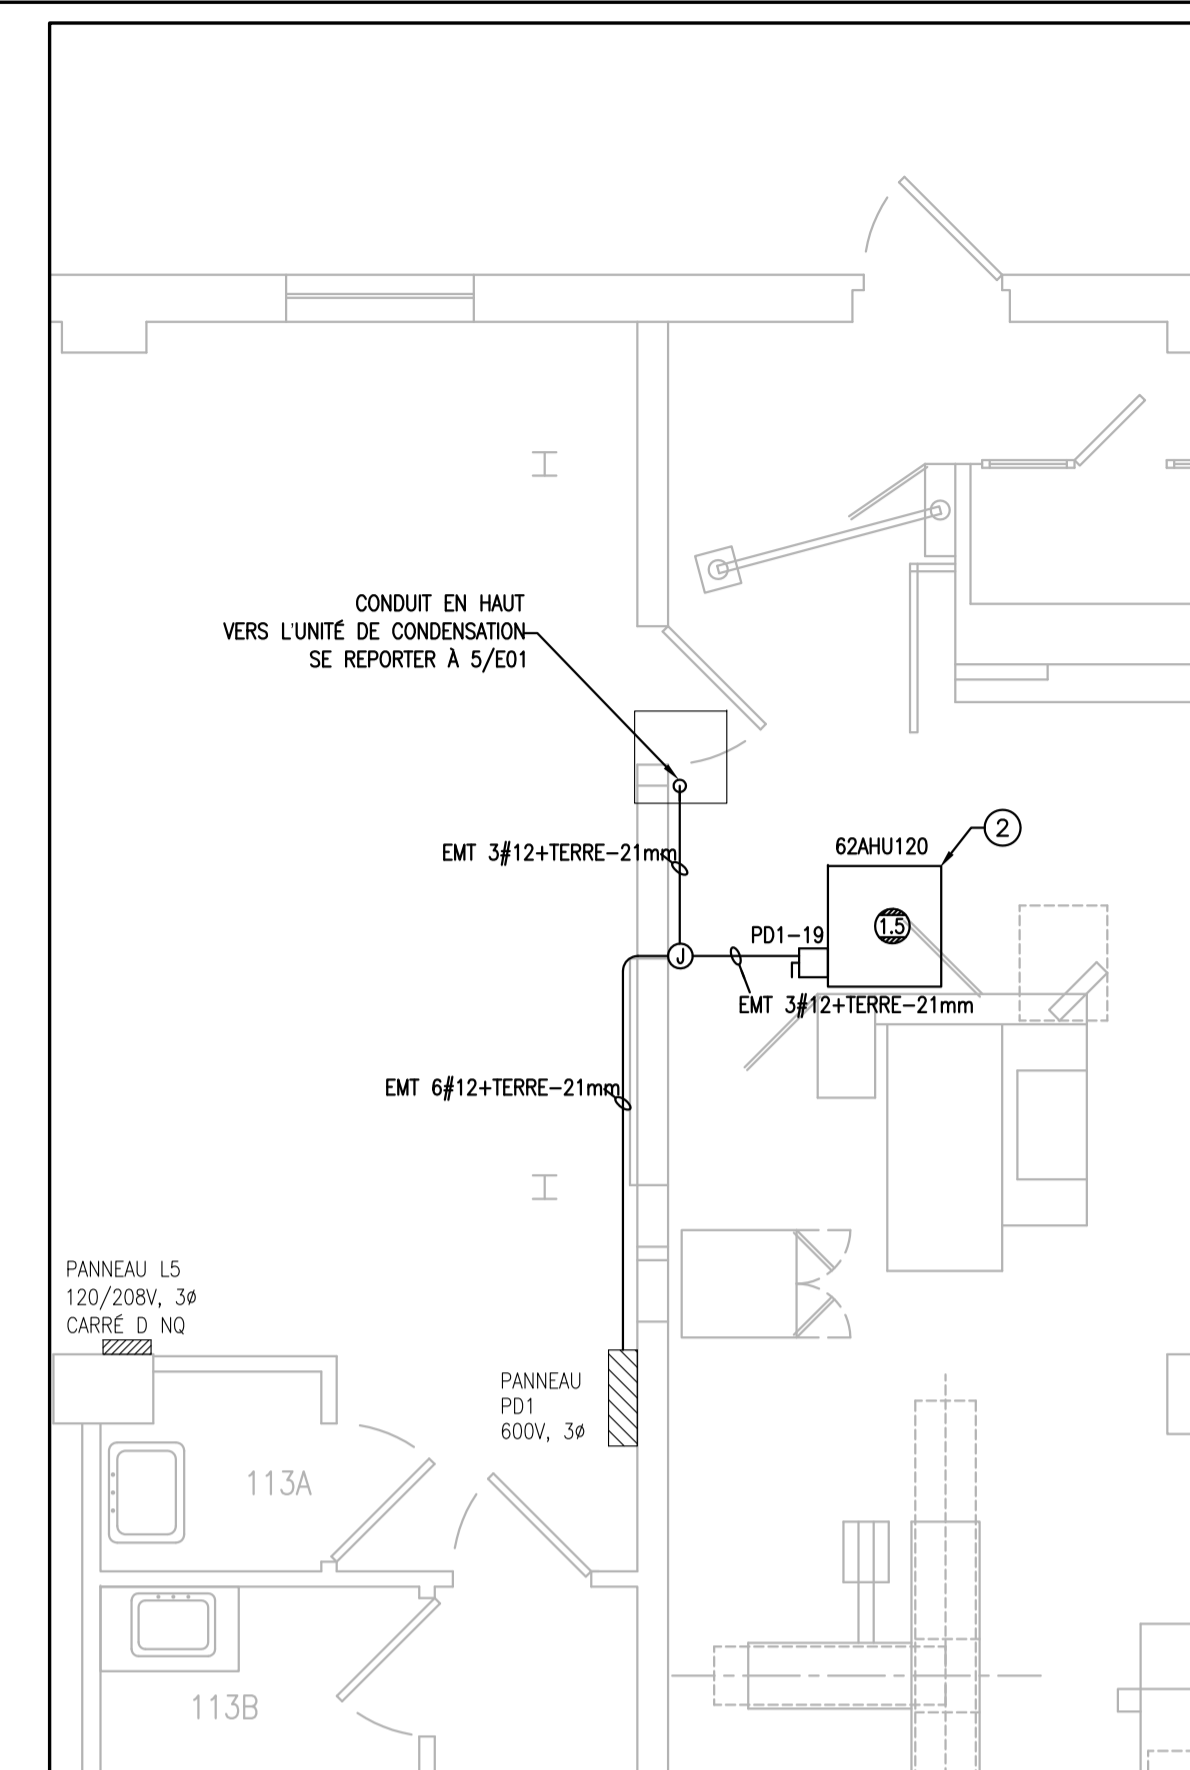 CONDUIT EN HAUT
VERS L'UNITÉ DE CONDENSATION
SE REPORTER À 5/E01
EMT 3#12+TERRE-21mm
62AHU120
2
1.5
PD1-19
J
EMT 3#12+TERRE-21mm
EMT 6#12+TERRE-21mm
PANNEAU L5
120/208V, 3ø
CARRÉ D NQ
PANNEAU
PD1
600V, 3ø
113A
113B